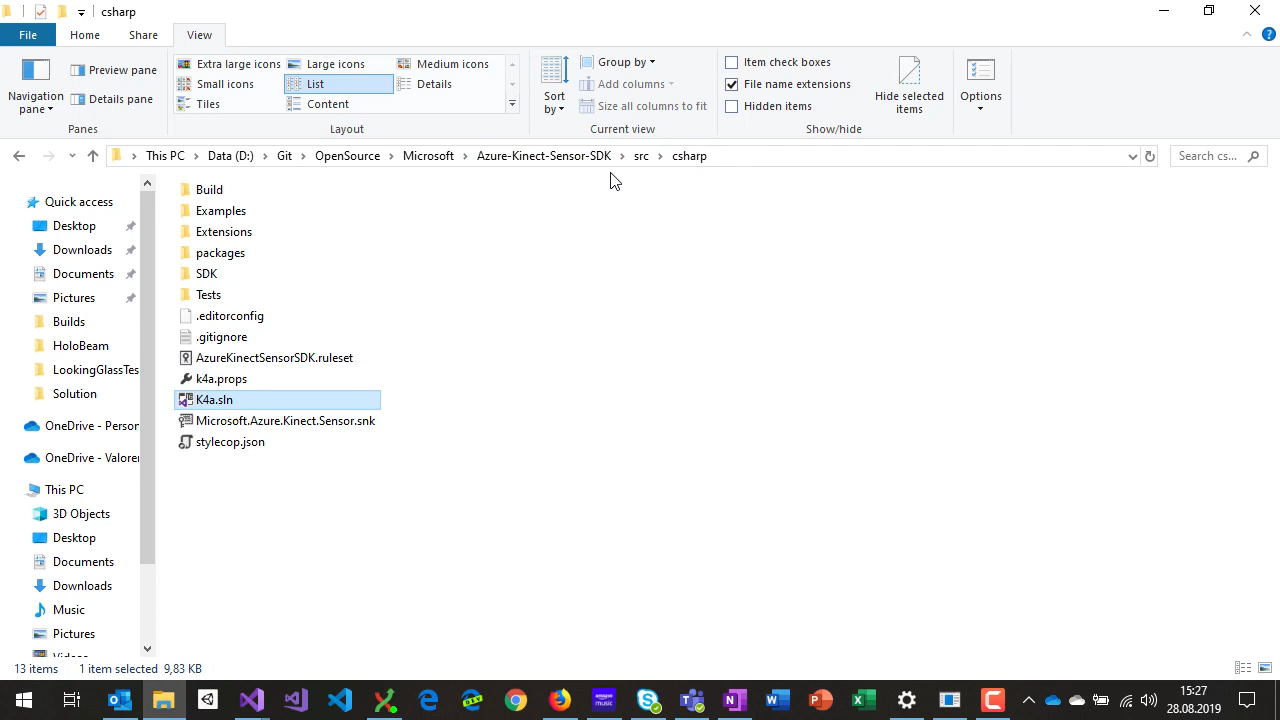 csharp
File Home Share View
Navigation pane
Preview pane
Details pane
Panes
Extra large icons Large icons Medium icons
Small icons List Details
Tiles Content
Layout
Sort by
Group by
Add columns
Size all columns to fit
Current view
Item check boxes
File name extensions
Hidden items
Hide selected items
Show/hide
Options
This PC Data (D:) Git OpenSource Microsoft Azure-Kinect-Sensor-SDK src csharp
Search cs...
Quick access
Desktop
Downloads
Documents
Pictures
Builds
HoloBeam
LookingGlassTes
Solution
OneDrive - Person
OneDrive - Valorer
This PC
3D Objects
Desktop
Documents
Downloads
Music
Pictures
Videos
Build
Examples
Extensions
packages
SDK
Tests
.editorconfig
.gitignore
AzureKinectSensorSDK.ruleset
k4a.props
K4a.sln
Microsoft.Azure.Kinect.Sensor.snk
stylecop.json
13 items 1 item selected 9,83 KB
amazon music
15:27
28.08.2019